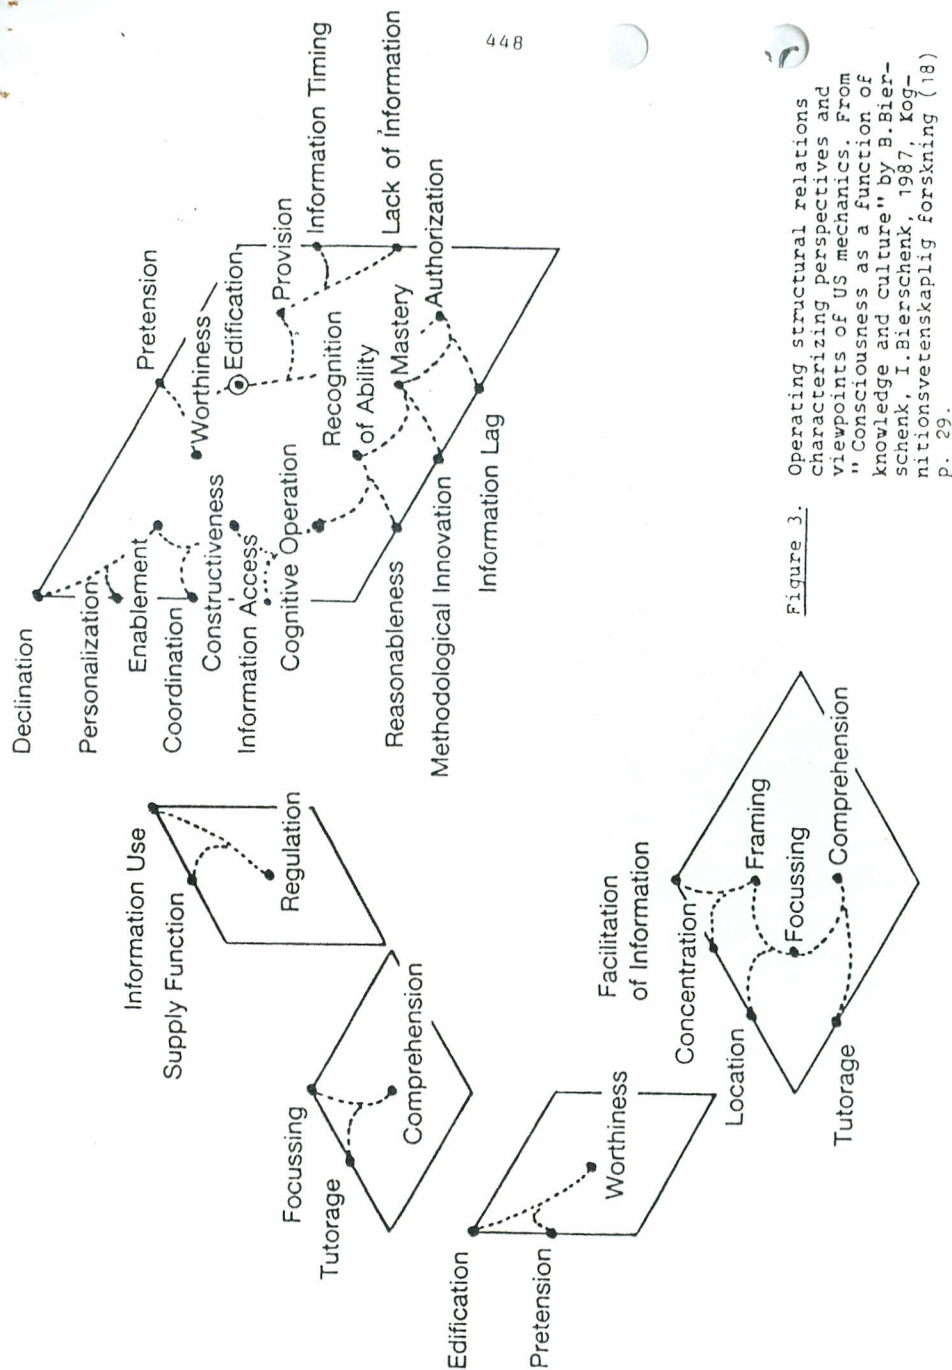 448
Declination
Personalization
Enablement
Coordination
Constructiveness
Information Access
Cognitive Operation
Reasonableness
Methodological Innovation
Information Lag
Pretension
Worthiness
Edification
Provision
Information Timing
Lack of Information
Recognition
of Ability
Mastery
Authorization
Information Use
Supply Function
Regulation
Focussing
Tutorage
Comprehension
Edification
Pretension
Worthiness
Facilitation
of Information
Concentration
Framing
Location
Focussing
Comprehension
Tutorage
Figure 3. Operating structural relations
characterizing perspectives and
viewpoints of US mechanics. From
"Consciousness as a function of
knowledge and culture" by B.Bier-
schenk, I.Bierschenk, 1987, Kog-
nitionsvetenskaplig forskning (18)
p. 29.